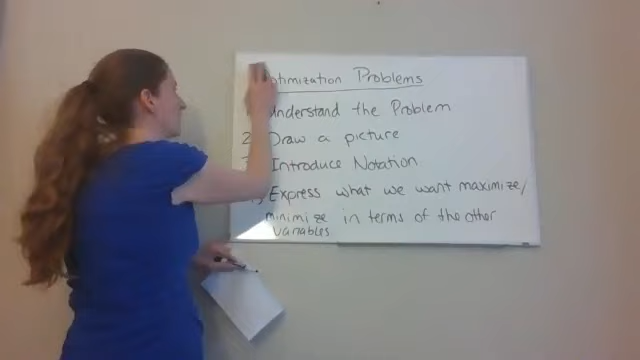 Optimization Problems
Understand the Problem
2) Draw a picture
Introduce Notation
Express what we want maximize/
minimize in terms of the other
variables